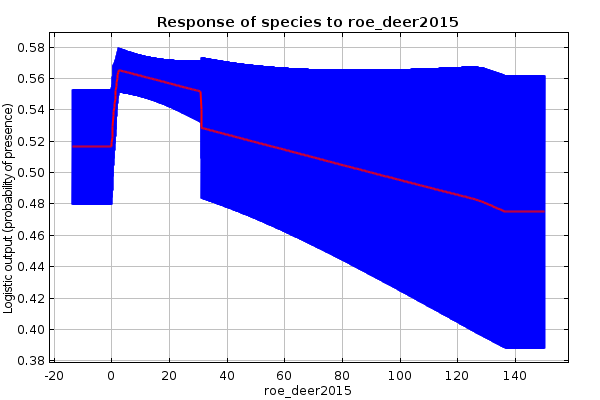 Response of species to roe_deer2015
Logistic output (probability of presence)
0.58
0.56
0.54
0.52
0.50
0.48
0.46
0.44
0.42
0.40
0.38
-20 0 20 40 60 80 100 120 140
roe_deer2015